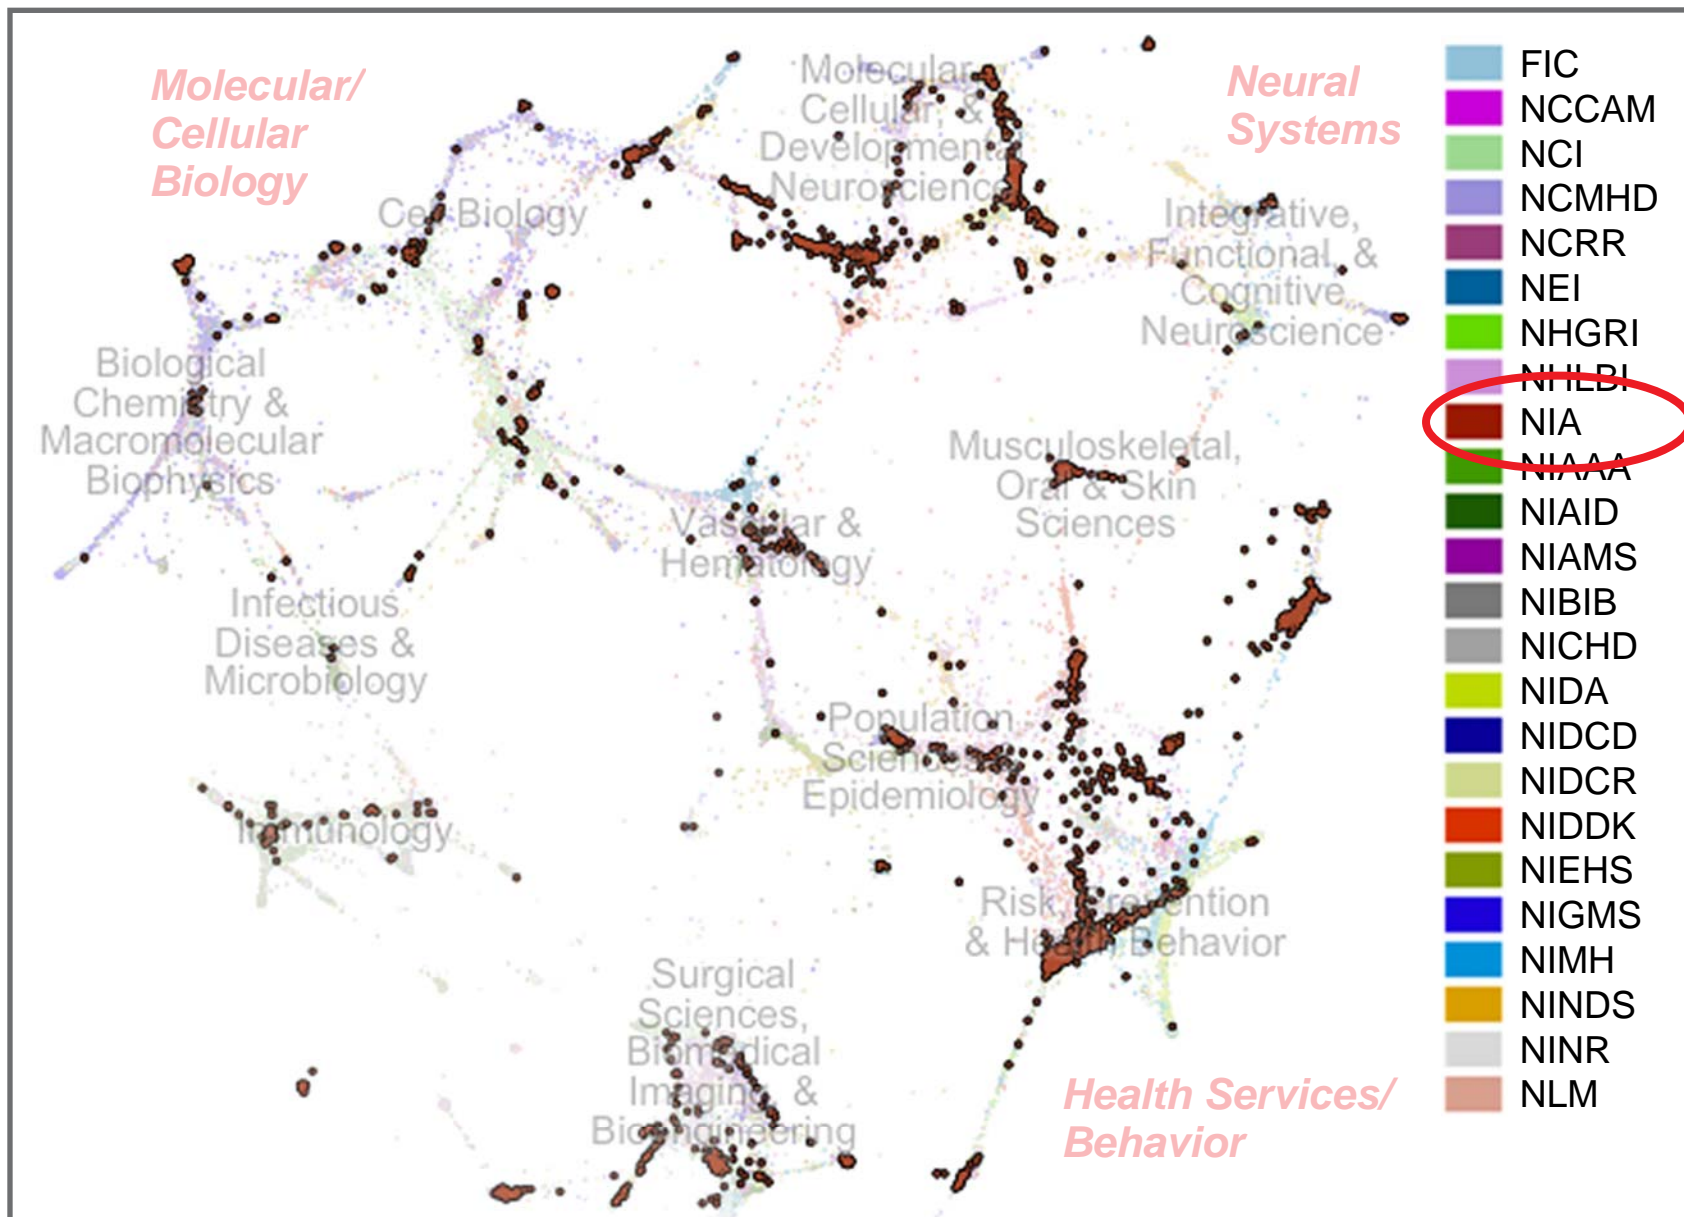 Molecular/
Cellular
Biology
Molecular,
Cellular, &
Developmental
Neuroscience
Neural
Systems
Cell Biology
Integrative,
Functional, &
Cognitive
Neuroscience
Biological
Chemistry &
Macromolecular
Biophysics
Musculoskeletal,
Oral & Skin
Sciences
Vascular &
Hematology
Infectious
Diseases &
Microbiology
Population
Sciences &
Epidemiology
Immunology
Risk, Prevention
& Health Behavior
Surgical
Sciences,
Biomedical
Imaging, &
Bioengineering
Health Services/
Behavior
FIC
NCCAM
NCI
NCMHD
NCRR
NEI
NHGRI
NHLBI
NIA
NIAAA
NIAID
NIAMS
NIBIB
NICHD
NIDA
NIDCD
NIDCR
NIDDK
NIEHS
NIGMS
NIMH
NINDS
NINR
NLM